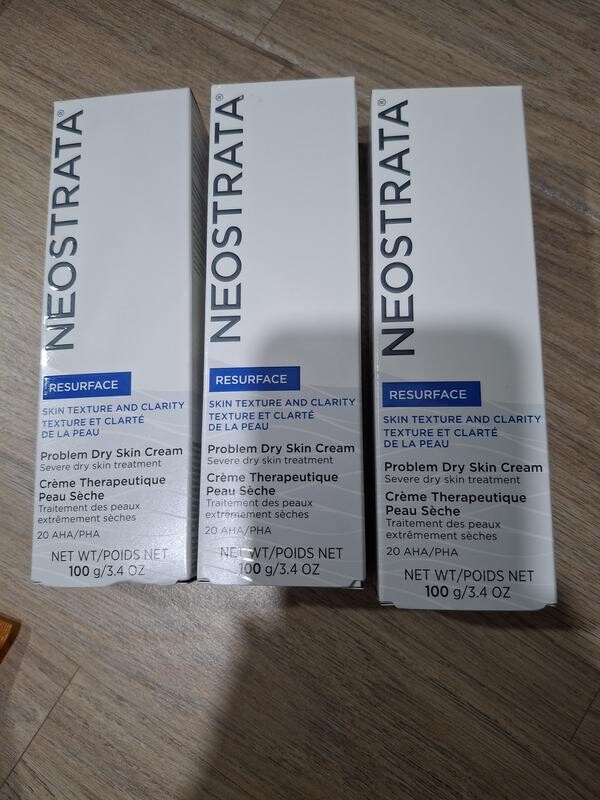 NEOSTRATA®
RESURFACE
SKIN TEXTURE AND CLARITY
TEXTURE ET CLARTÉ
DE LA PEAU
Problem Dry Skin Cream
Severe dry skin treatment
Crème Therapeutique
Peau Sèche
Traitement des peaux
extrêmement sèches
20 AHA/PHA
NET WT/POIDS NET
100 g/3.4 OZ
NEOSTRATA®
RESURFACE
SKIN TEXTURE AND CLARITY
TEXTURE ET CLARTÉ
DE LA PEAU
Problem Dry Skin Cream
Severe dry skin treatment
Crème Therapeutique
Peau Sèche
Traitement des peaux
extrêmement sèches
20 AHA/PHA
NET WT/POIDS NET
100 g/3.4 OZ
NEOSTRATA®
RESURFACE
SKIN TEXTURE AND CLARITY
TEXTURE ET CLARTÉ
DE LA PEAU
Problem Dry Skin Cream
Severe dry skin treatment
Crème Therapeutique
Peau Sèche
Traitement des peaux
extrêmement sèches
20 AHA/PHA
NET WT/POIDS NET
100 g/3.4 OZ